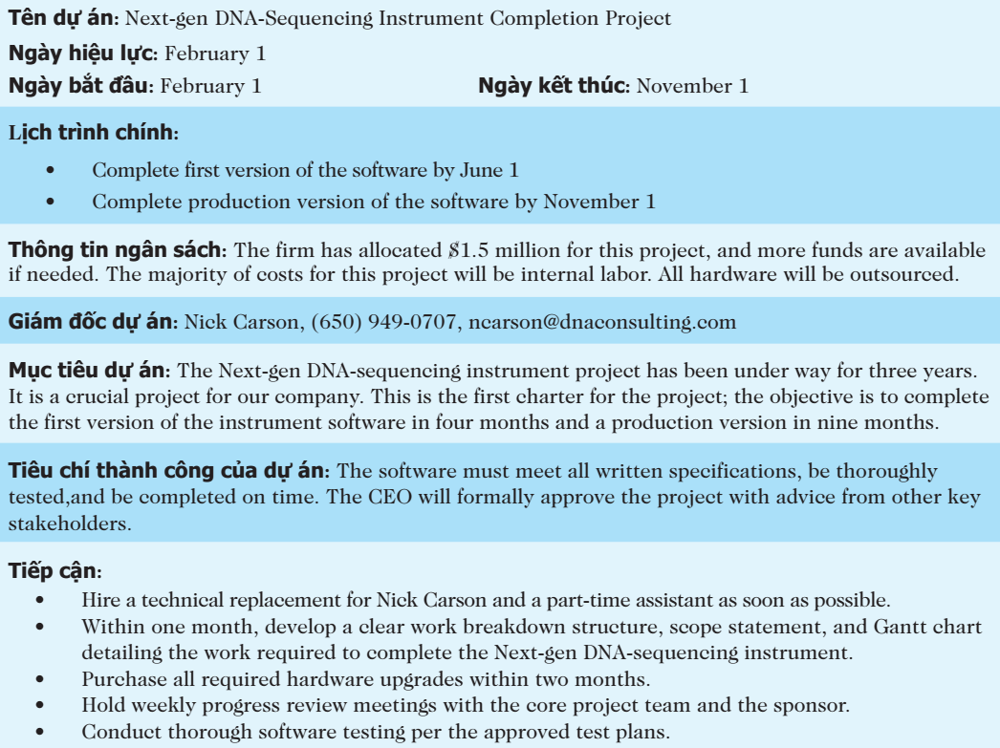 Tên dự án: Next-gen DNA-Sequencing Instrument Completion Project
Ngày hiệu lực: February 1
Ngày bắt đầu: February 1 Ngày kết thúc: November 1
Lịch trình chính:
• Complete first version of the software by June 1
• Complete production version of the software by November 1
Thông tin ngân sách: The firm has allocated $1.5 million for this project, and more funds are available
if needed. The majority of costs for this project will be internal labor. All hardware will be outsourced.
Giám đốc dự án: Nick Carson, (650) 949-0707, ncarson@dnaconsulting.com
Mục tiêu dự án: The Next-gen DNA-sequencing instrument project has been under way for three years.
It is a crucial project for our company. This is the first charter for the project; the objective is to complete
the first version of the instrument software in four months and a production version in nine months.
Tiêu chí thành công của dự án: The software must meet all written specifications, be thoroughly
tested,and be completed on time. The CEO will formally approve the project with advice from other key
stakeholders.
Tiếp cận:
• Hire a technical replacement for Nick Carson and a part-time assistant as soon as possible.
• Within one month, develop a clear work breakdown structure, scope statement, and Gantt chart
detailing the work required to complete the Next-gen DNA-sequencing instrument.
• Purchase all required hardware upgrades within two months.
• Hold weekly progress review meetings with the core project team and the sponsor.
• Conduct thorough software testing per the approved test plans.